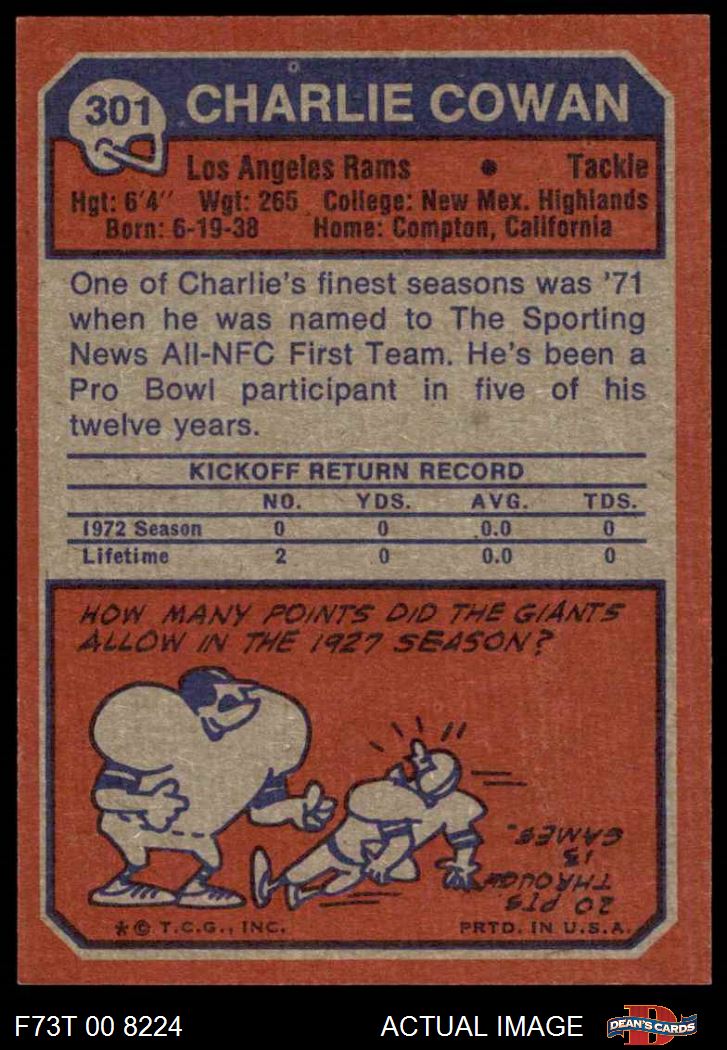 301 CHARLIE COWAN
Los Angeles Rams • Tackle
Hgt: 6'4" Wgt: 265 College: New Mex. Highlands
Born: 6-19-38 Home: Compton, California
One of Charlie's finest seasons was '71
when he was named to The Sporting
News All-NFC First Team. He's been a
Pro Bowl participant in five of his
twelve years.
KICKOFF RETURN RECORD
NO. YDS. AVG. TDS.
1972 Season 0 0 0.0 0
Lifetime 2 0 0.0 0
HOW MANY POINTS DID THE GIANTS
ALLOW IN THE 1927 SEASON?
20 PTS.
THROUGH
13
GAMES.
* © T.C.G., INC. PRTD. IN U.S.A.
F73T 00 8224 ACTUAL IMAGE D DEAN'S CARDS